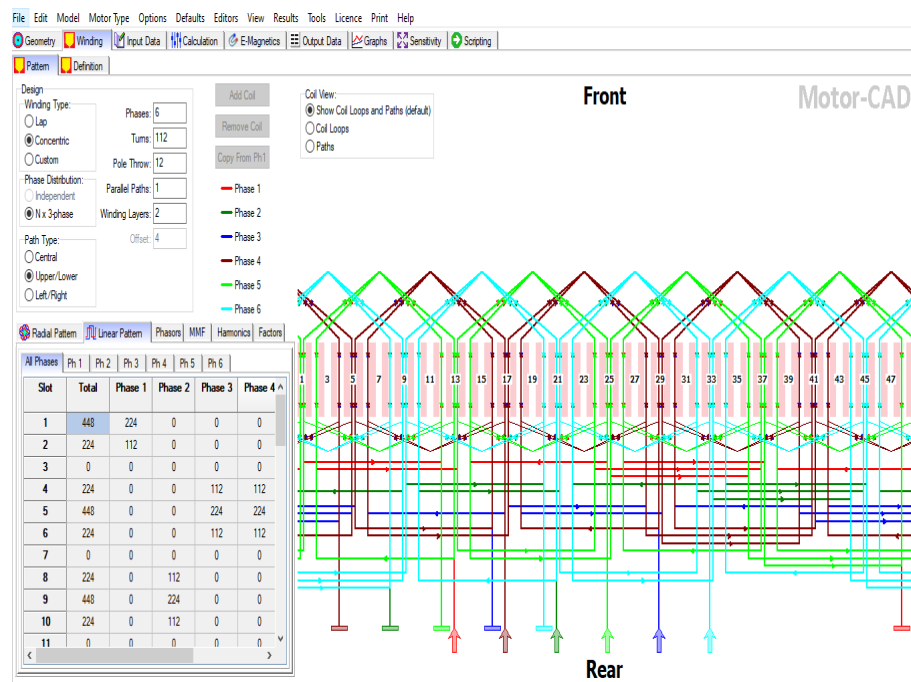 File Edit Model Motor Type Options Defaults Editors View Results Tools Licence Print Help
Geometry Winding Input Data Calculation E-Magnetics Output Data Graphs Sensitivity Scripting
Pattern Definition
Design
Winding Type:
Lap
Concentric
Custom
Phase Distribution:
Independent
N x 3-phase
Path Type:
Central
Upper/Lower
Left/Right
Phases: 6
Turns: 112
Pole Throw: 12
Parallel Paths: 1
Winding Layers: 2
Offset: 4
Add Coil
Remove Coil
Copy From Ph1
Phase 1
Phase 2
Phase 3
Phase 4
Phase 5
Phase 6
Coil View:
Show Coil Loops and Paths (default)
Coil Loops
Paths
Front
Motor-CAD
Radial Pattern Linear Pattern Phasors MMF Harmonics Factors
All Phases Ph 1 Ph 2 Ph 3 Ph 4 Ph 5 Ph 6
Slot Total Phase 1 Phase 2 Phase 3 Phase 4
1 448 224 0 0 0
2 224 112 0 0 0
3 0 0 0 0 0
4 224 0 0 112 112
5 448 0 0 224 224
6 224 0 0 112 112
7 0 0 0 0 0
8 224 0 112 0 0
9 448 0 224 0 0
10 224 0 112 0 0
11 0 0 0 0 0
1 3 5 7 9 11 13 15 17 19 21 23 25 27 29 31 33 35 37 39 41 43 45 47
Rear